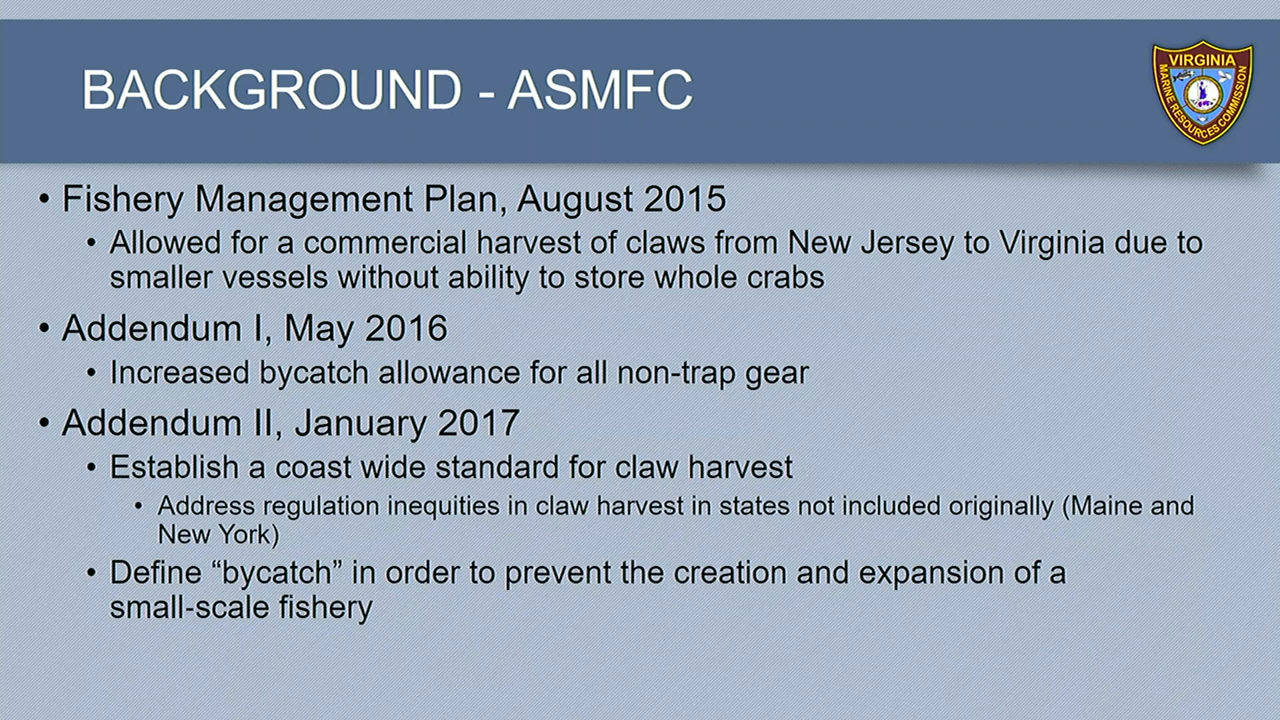 BACKGROUND - ASMFC
VIRGINIA
MARINE RESOURCES COMMISSION
• Fishery Management Plan, August 2015
• Allowed for a commercial harvest of claws from New Jersey to Virginia due to
smaller vessels without ability to store whole crabs
• Addendum I, May 2016
• Increased bycatch allowance for all non-trap gear
• Addendum II, January 2017
• Establish a coast wide standard for claw harvest
• Address regulation inequities in claw harvest in states not included originally (Maine and
New York)
• Define “bycatch” in order to prevent the creation and expansion of a
small-scale fishery